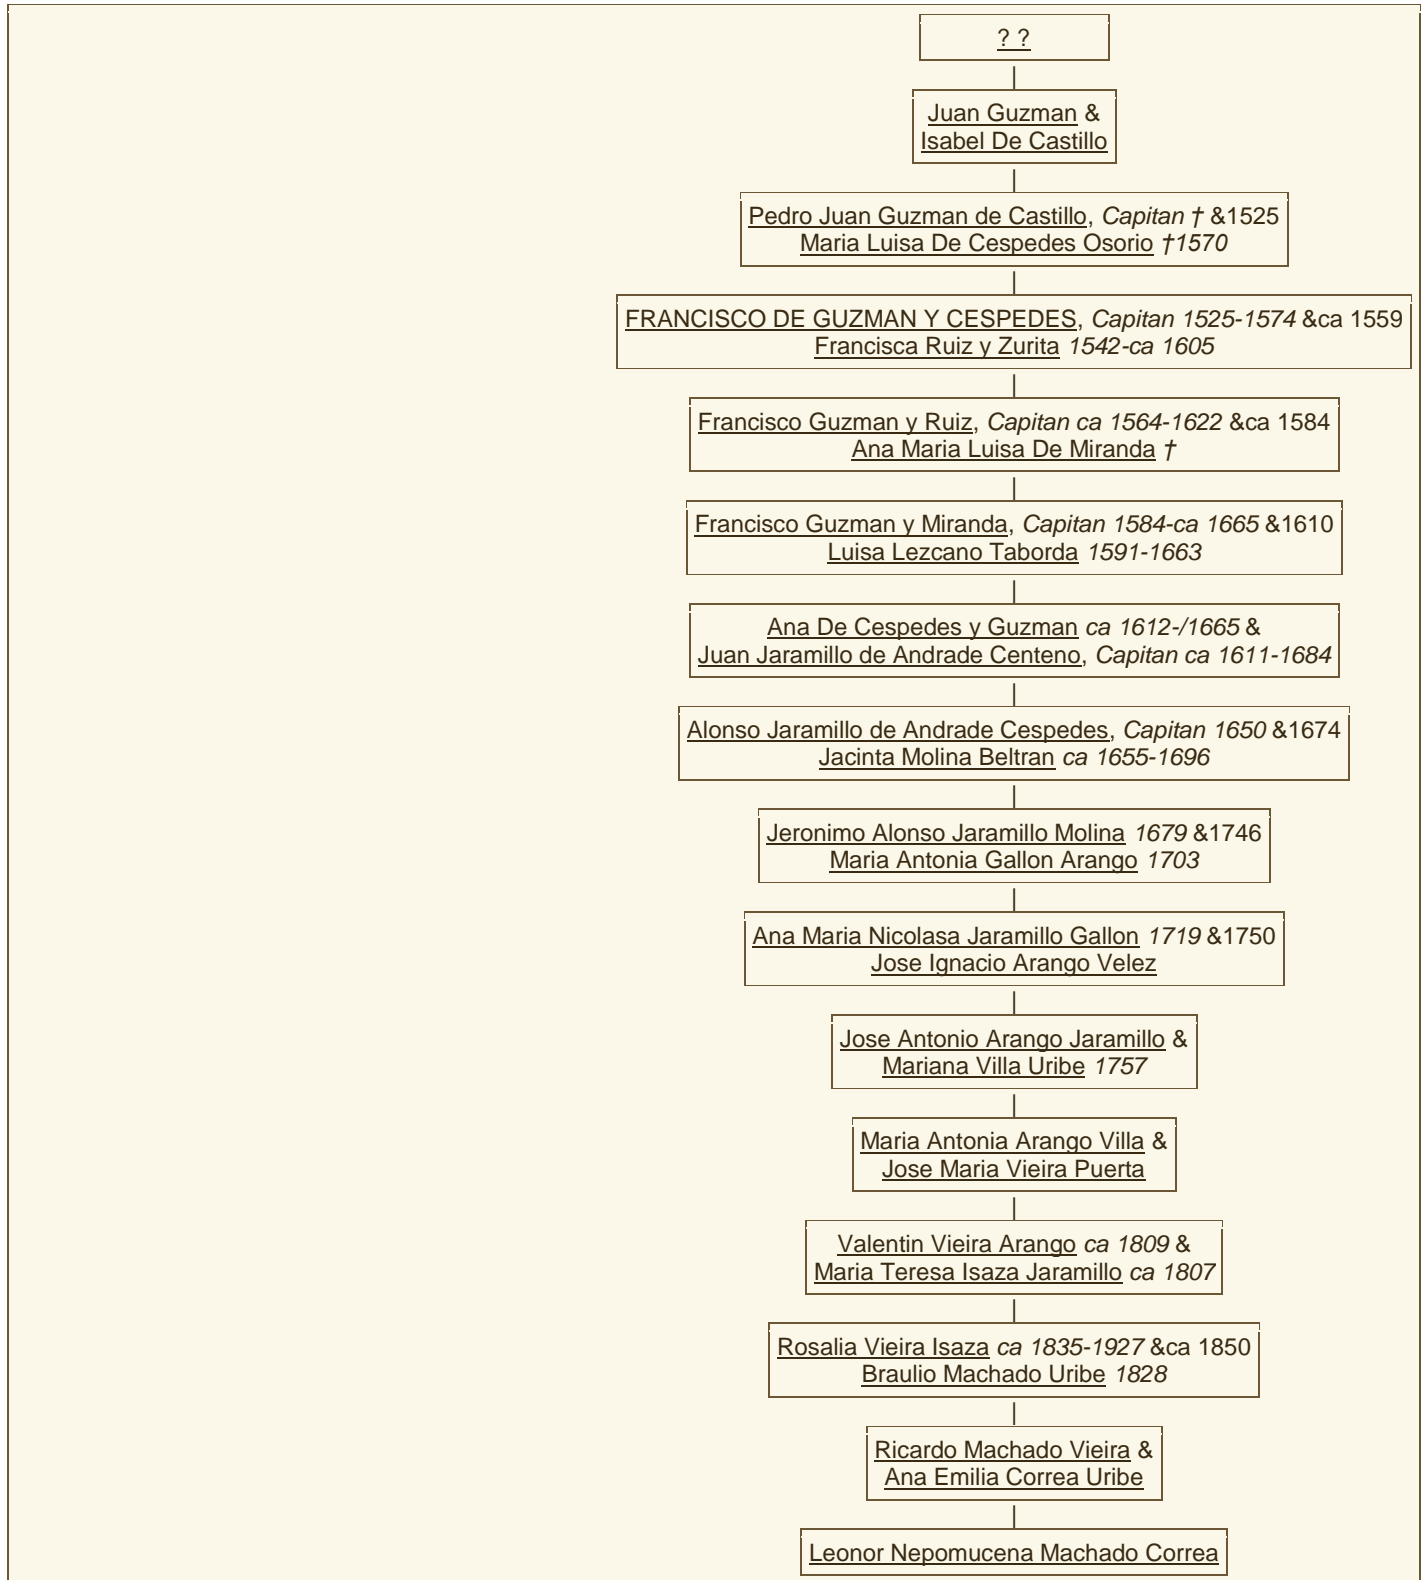 ? ?
Juan Guzman &
Isabel De Castillo
Pedro Juan Guzman de Castillo, Capitan † &1525
Maria Luisa De Cespedes Osorio †1570
FRANCISCO DE GUZMAN Y CESPEDES, Capitan 1525-1574 &ca 1559
Francisca Ruiz y Zurita 1542-ca 1605
Francisco Guzman y Ruiz, Capitan ca 1564-1622 &ca 1584
Ana Maria Luisa De Miranda †
Francisco Guzman y Miranda, Capitan 1584-ca 1665 &1610
Luisa Lezcano Taborda 1591-1663
Ana De Cespedes y Guzman ca 1612-/1665 &
Juan Jaramillo de Andrade Centeno, Capitan ca 1611-1684
Alonso Jaramillo de Andrade Cespedes, Capitan 1650 &1674
Jacinta Molina Beltran ca 1655-1696
Jeronimo Alonso Jaramillo Molina 1679 &1746
Maria Antonia Gallon Arango 1703
Ana Maria Nicolasa Jaramillo Gallon 1719 &1750
Jose Ignacio Arango Velez
Jose Antonio Arango Jaramillo &
Mariana Villa Uribe 1757
Maria Antonia Arango Villa &
Jose Maria Vieira Puerta
Valentin Vieira Arango ca 1809 &
Maria Teresa Isaza Jaramillo ca 1807
Rosalia Vieira Isaza ca 1835-1927 &ca 1850
Braulio Machado Uribe 1828
Ricardo Machado Vieira &
Ana Emilia Correa Uribe
Leonor Nepomucena Machado Correa